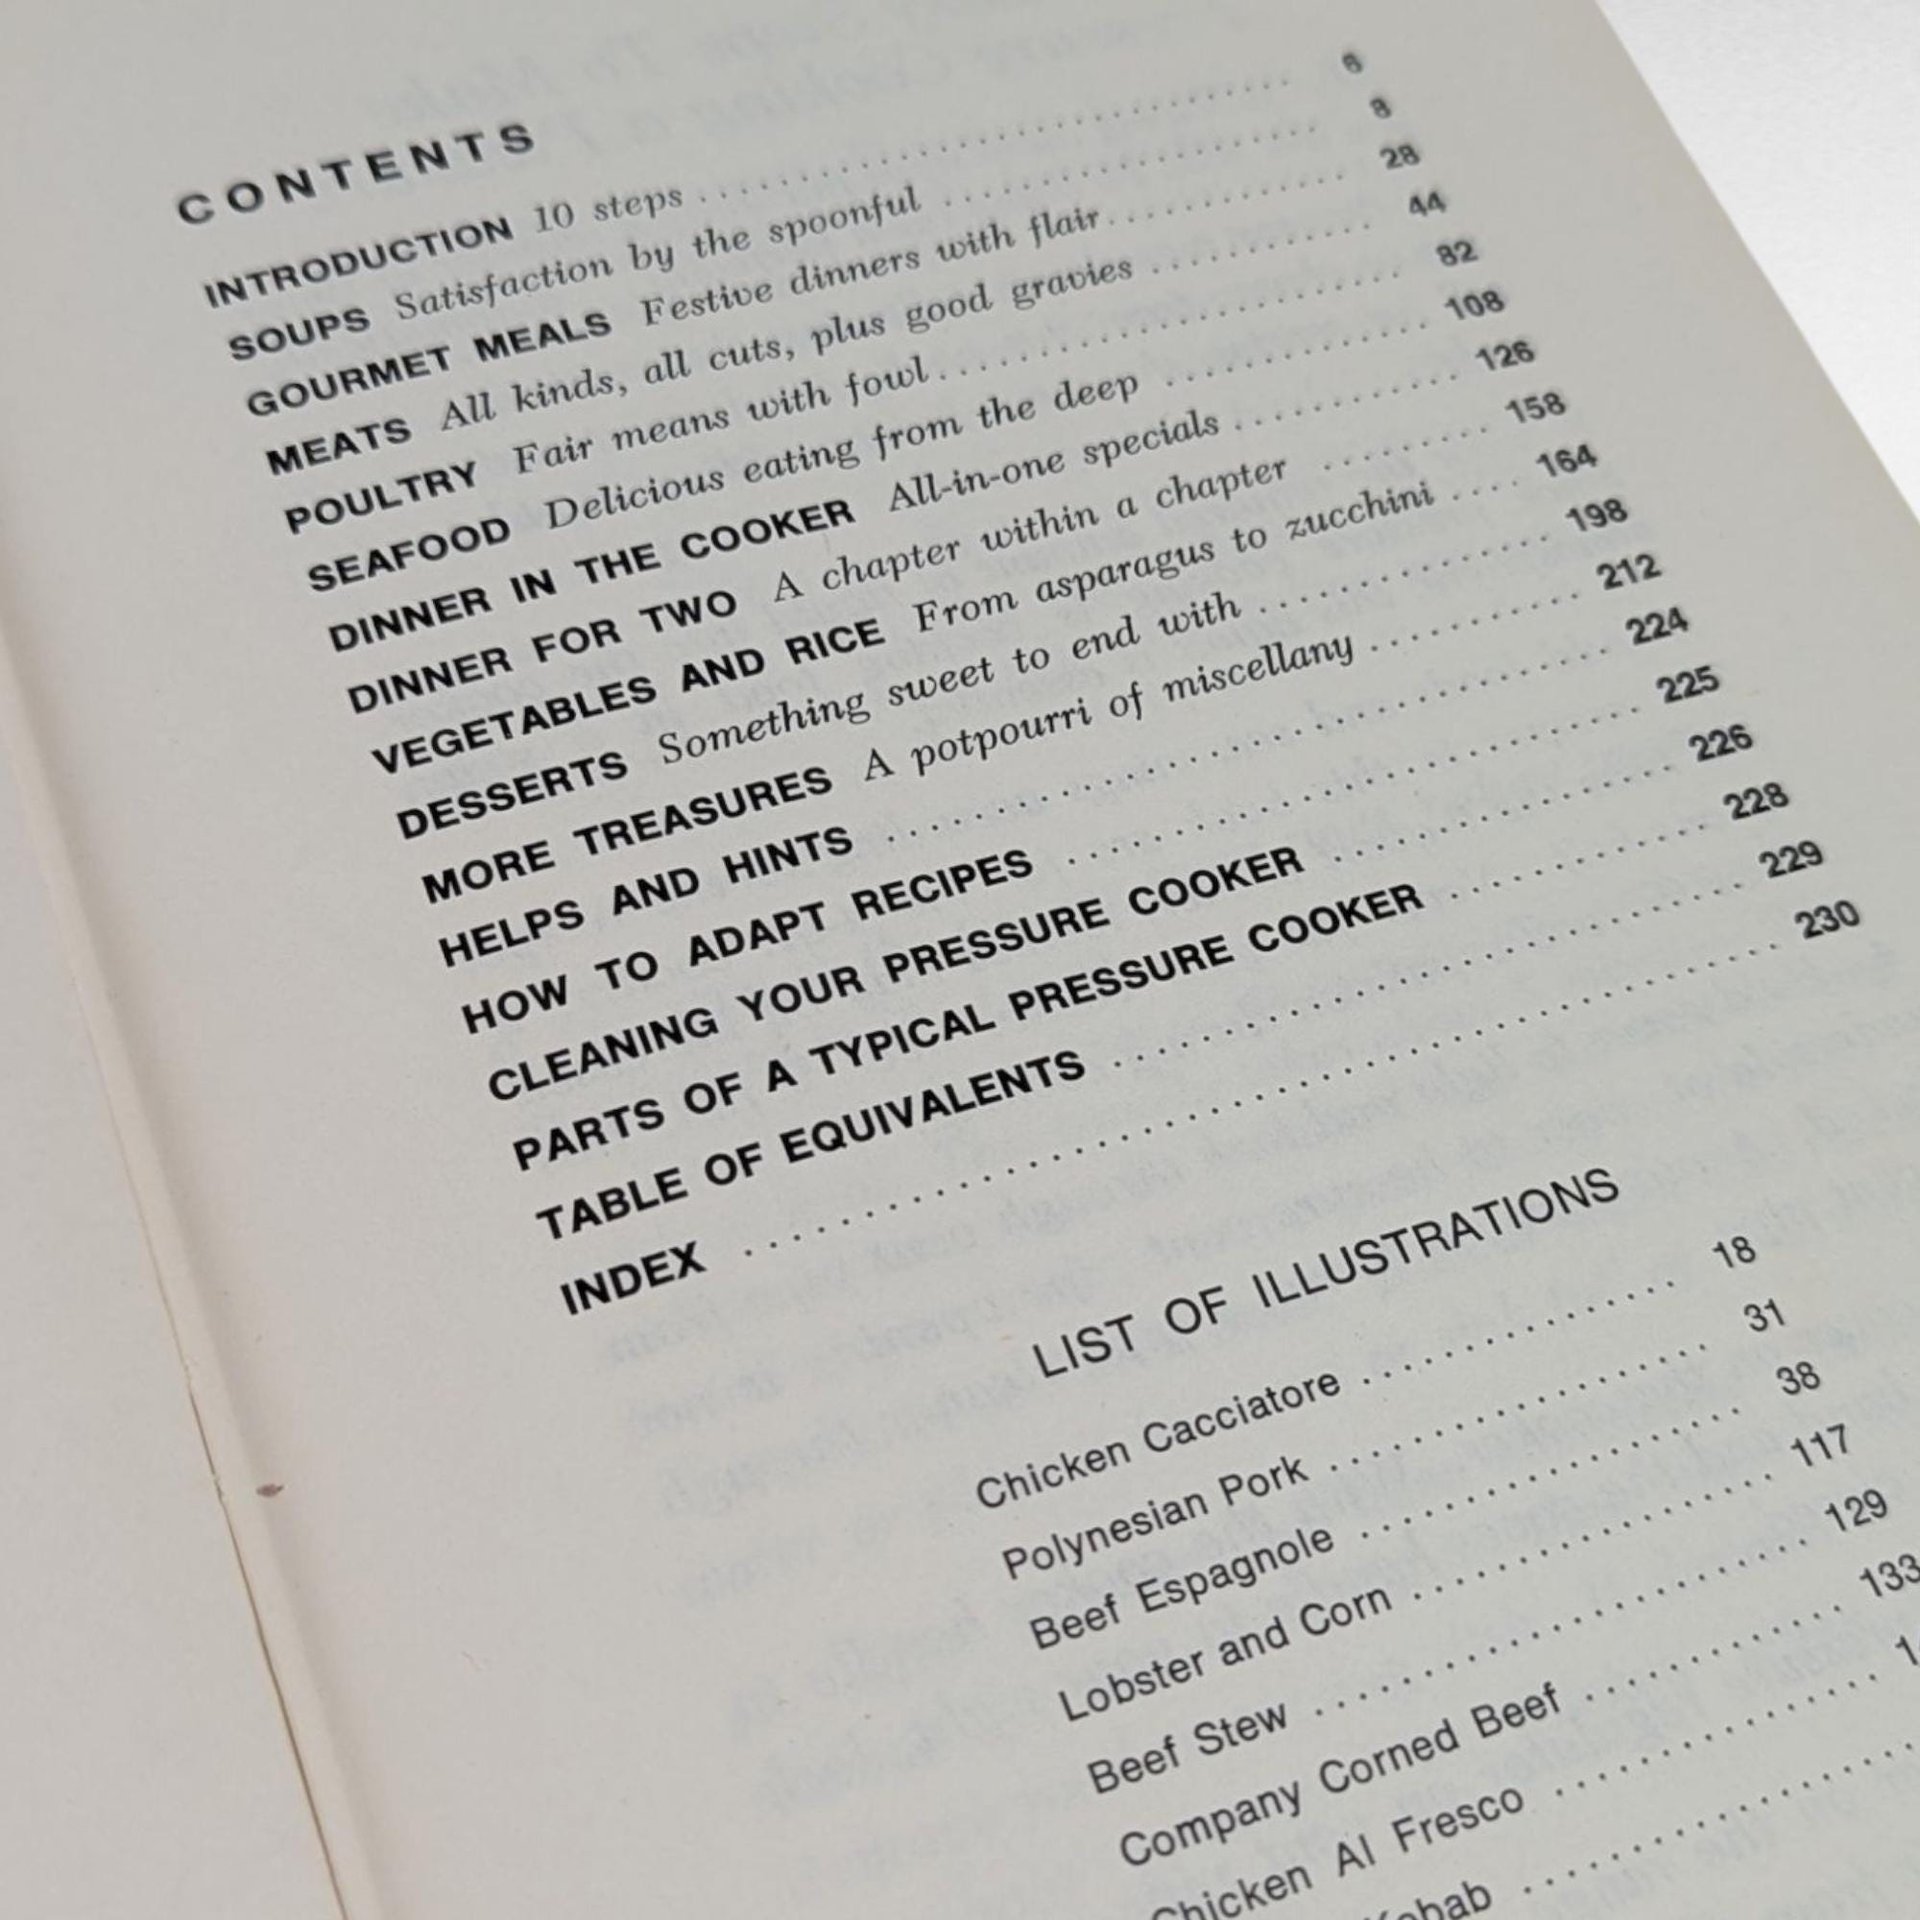 CONTENTS
INTRODUCTION 10 steps .................... 6
SOUPS Satisfaction by the spoonful .................... 8
GOURMET MEALS Festive dinners with flair .................... 28
MEATS All kinds, all cuts, plus good gravies .................... 44
POULTRY Fair means with fowl .................... 82
SEAFOOD Delicious eating from the deep .................... 108
DINNER IN THE COOKER All-in-one specials .................... 126
DINNER FOR TWO A chapter within a chapter .................... 158
VEGETABLES AND RICE From asparagus to zucchini .... 164
DESSERTS Something sweet to end with .................... 198
MORE TREASURES A potpourri of miscellany .................... 212
HELPS AND HINTS .................... 224
HOW TO ADAPT RECIPES .................... 225
CLEANING YOUR PRESSURE COOKER .................... 226
PARTS OF A TYPICAL PRESSURE COOKER .................... 228
TABLE OF EQUIVALENTS .................... 229
INDEX .................... 230
LIST OF ILLUSTRATIONS
Chicken Cacciatore .................... 18
Polynesian Pork .................... 31
Beef Espagnole .................... 38
Lobster and Corn .................... 117
Beef Stew .................... 129
Company Corned Beef .................... 133
Chicken Al Fresco ....................
Kebab ....................